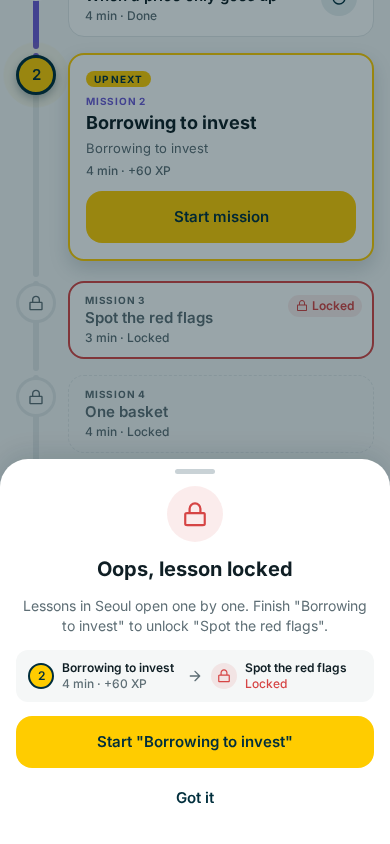 When a price only goes up
4 min · Done
2
UP NEXT
MISSION 2
Borrowing to invest
Borrowing to invest
4 min · +60 XP
Start mission
MISSION 3
Locked
Spot the red flags
3 min · Locked
MISSION 4
One basket
4 min · Locked
Oops, lesson locked
Lessons in Seoul open one by one. Finish "Borrowing
to invest" to unlock "Spot the red flags".
2
Borrowing to invest
4 min · +60 XP
Spot the red flags
Locked
Start "Borrowing to invest"
Got it